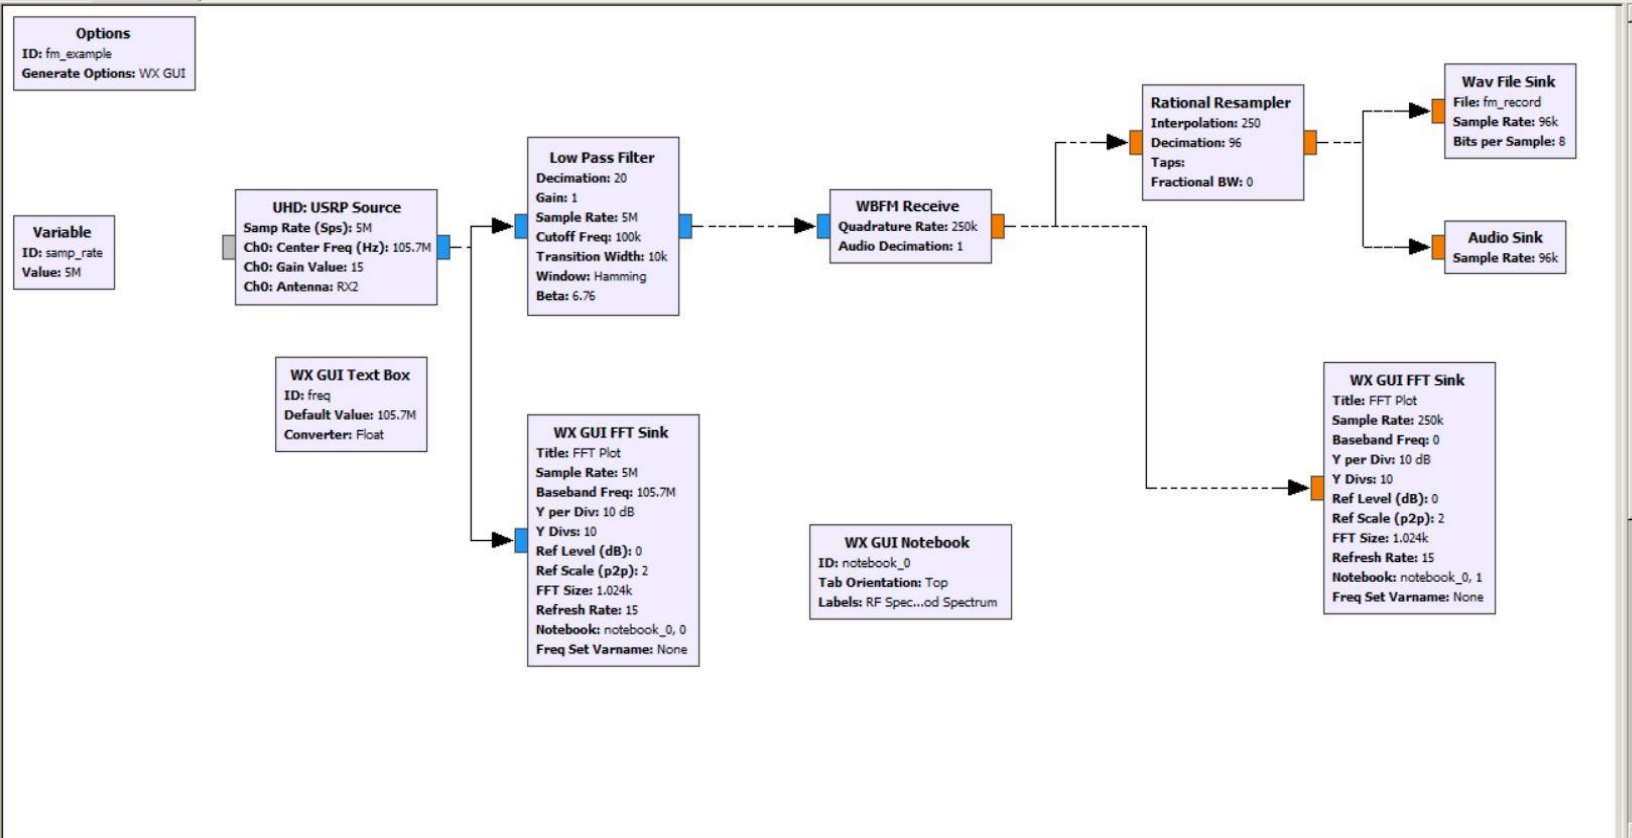 Options
ID: fm_example
Generate Options: WX GUI
Variable
ID: samp_rate
Value: 5M
UHD: USRP Source
Samp Rate (Sps): 5M
Ch0: Center Freq (Hz): 105.7M
Ch0: Gain Value: 15
Ch0: Antenna: RX2
WX GUI Text Box
ID: freq
Default Value: 105.7M
Converter: Float
Low Pass Filter
Decimation: 20
Gain: 1
Sample Rate: 5M
Cutoff Freq: 100k
Transition Width: 10k
Window: Hamming
Beta: 6.76
WX GUI FFT Sink
Title: FFT Plot
Sample Rate: 5M
Baseband Freq: 105.7M
Y per Div: 10 dB
Y Divs: 10
Ref Level (dB): 0
Ref Scale (p2p): 2
FFT Size: 1.024k
Refresh Rate: 15
Notebook: notebook_0, 0
Freq Set Varname: None
WBFM Receive
Quadrature Rate: 250k
Audio Decimation: 1
WX GUI Notebook
ID: notebook_0
Tab Orientation: Top
Labels: RF Spec...od Spectrum
Rational Resampler
Interpolation: 250
Decimation: 96
Taps:
Fractional BW: 0
Wav File Sink
File: fm_record
Sample Rate: 96k
Bits per Sample: 8
Audio Sink
Sample Rate: 96k
WX GUI FFT Sink
Title: FFT Plot
Sample Rate: 250k
Baseband Freq: 0
Y per Div: 10 dB
Y Divs: 10
Ref Level (dB): 0
Ref Scale (p2p): 2
FFT Size: 1.024k
Refresh Rate: 15
Notebook: notebook_0, 1
Freq Set Varname: None